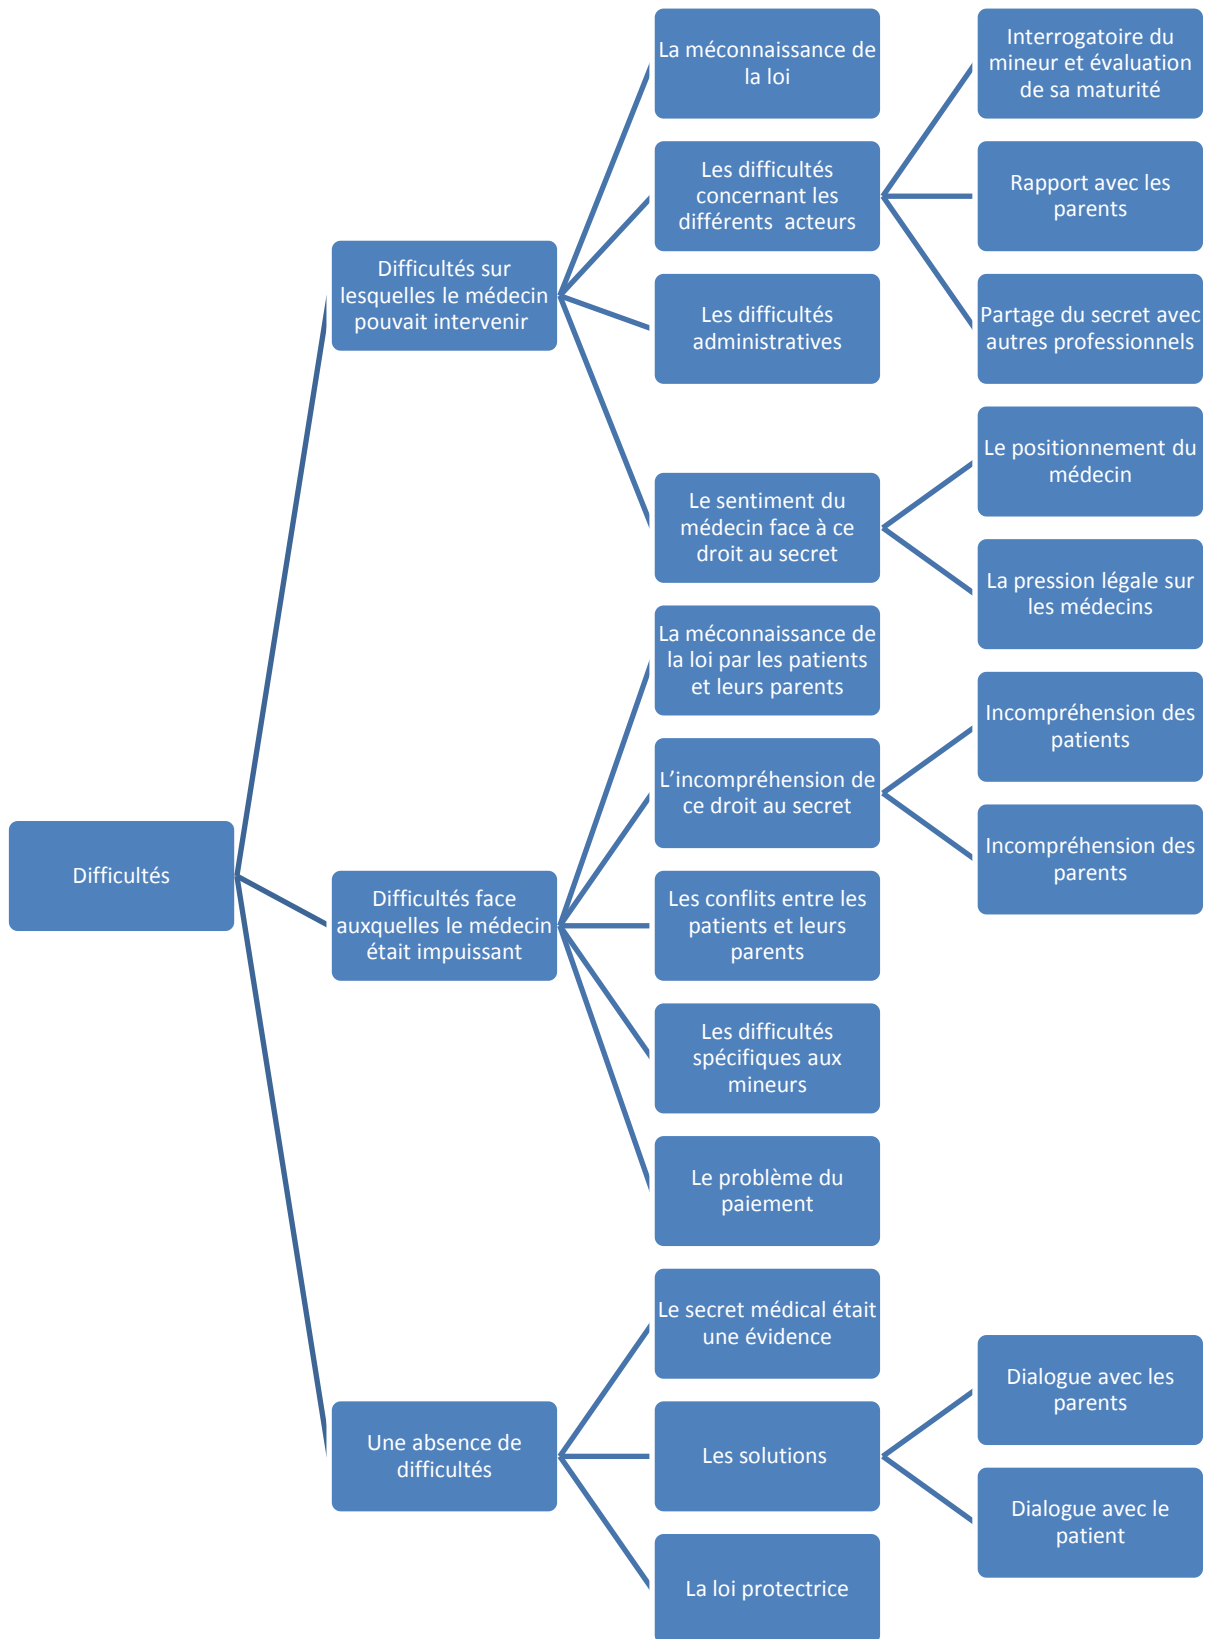 Difficultés
Difficultés sur
lesquelles le médecin
pouvait intervenir
La méconnaissance de
la loi
Les difficultés
concernant les
différents  acteurs
Interrogatoire du
mineur et évaluation
de sa maturité
Rapport avec les
parents
Partage du secret avec
autres professionnels
Les difficultés
administratives
Le sentiment du
médecin face à ce
droit au secret
Le positionnement du
médecin
La pression légale sur
les médecins
Difficultés face
auxquelles le médecin
était impuissant
La méconnaissance de
la loi par les patients
et leurs parents
L’incompréhension de
ce droit au secret
Incompréhension des
patients
Incompréhension des
parents
Les conflits entre les
patients et leurs
parents
Les difficultés
spécifiques aux
mineurs
Le problème du
paiement
Une absence de
difficultés
Le secret médical était
une évidence
Les solutions
Dialogue avec les
parents
Dialogue avec le
patient
La loi protectrice